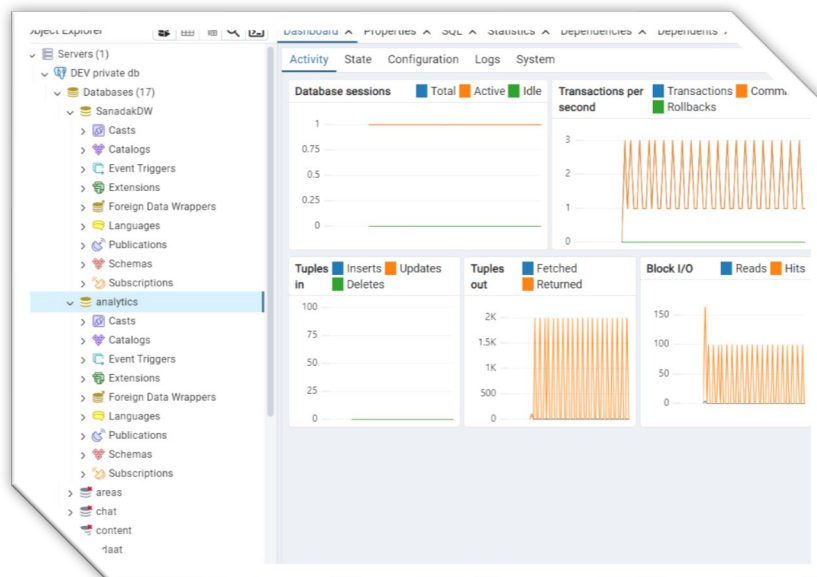 Object Explorer
Dashboard
Properties
SQL
Statistics
Dependencies
Dependents
Servers (1)
DEV private db
Databases (17)
SanadakDW
Casts
Catalogs
Event Triggers
Extensions
Foreign Data Wrappers
Languages
Publications
Schemas
Subscriptions
analytics
Casts
Catalogs
Event Triggers
Extensions
Foreign Data Wrappers
Languages
Publications
Schemas
Subscriptions
areas
chat
content
Activity State Configuration Logs System
Database sessions Total Active Idle
1
0.75
0.5
0.25
0
Transactions per second Transactions
Rollbacks
3
2
1
0
Tuples in Inserts Updates
Deletes
100
75
50
25
0
Tuples out Fetched
Returned
2K
1.5K
1K
500
0
Block I/O Reads Hits
150
100
50
0